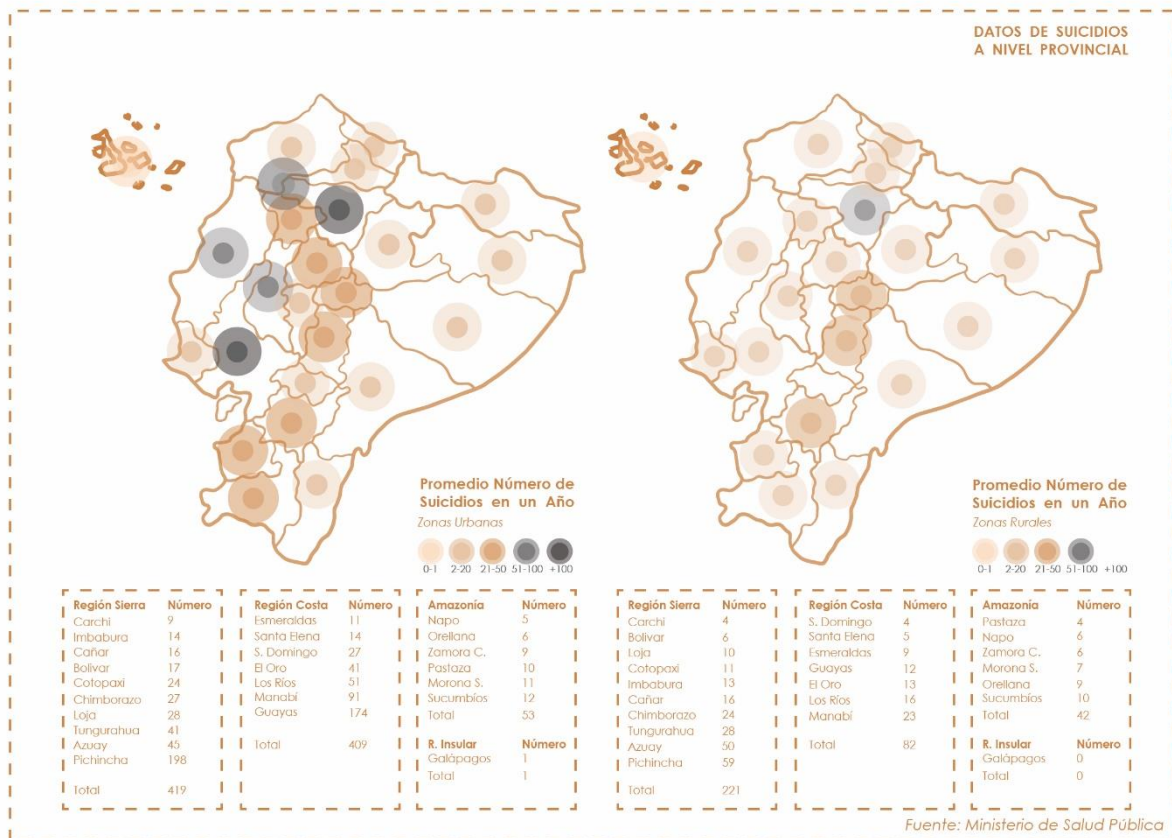 DATOS DE SUICIDIOS
A NIVEL PROVINCIAL
Promedio Número de
Suicidios en un Año
Zonas Urbanas
0-1 2-20 21-50 51-100 +100
Promedio Número de
Suicidios en un Año
Zonas Rurales
0-1 2-20 21-50 51-100 +100
Región Sierra Número
Carchi 9
Imbabura 14
Cañar 16
Bolivar 17
Cotopaxi 24
Chimborazo 27
Loja 28
Tungurahua 41
Azuay 45
Pichincha 198
Total 419
Región Costa Número
Esmeraldas 11
Santa Elena 14
S. Domingo 27
El Oro 41
Los Ríos 51
Manabí 91
Guayas 174
Total 409
Amazonía Número
Napo 5
Orellana 6
Zamora C. 9
Pastaza 10
Morona S. 11
Sucumbíos 12
Total 53
R. Insular Número
Galápagos 1
Total 1
Región Sierra Número
Carchi 4
Bolivar 6
Loja 10
Cotopaxi 11
Imbabura 13
Cañar 16
Chimborazo 24
Tungurahua 28
Azuay 50
Pichincha 59
Total 221
Región Costa Número
S. Domingo 4
Santa Elena 5
Esmeraldas 9
Guayas 12
El Oro 13
Los Ríos 16
Manabí 23
Total 82
Amazonía Número
Pastaza 4
Napo 6
Zamora C. 6
Morona S. 7
Orellana 9
Sucumbíos 10
Total 42
R. Insular Número
Galápagos 0
Total 0
Fuente: Ministerio de Salud Pública